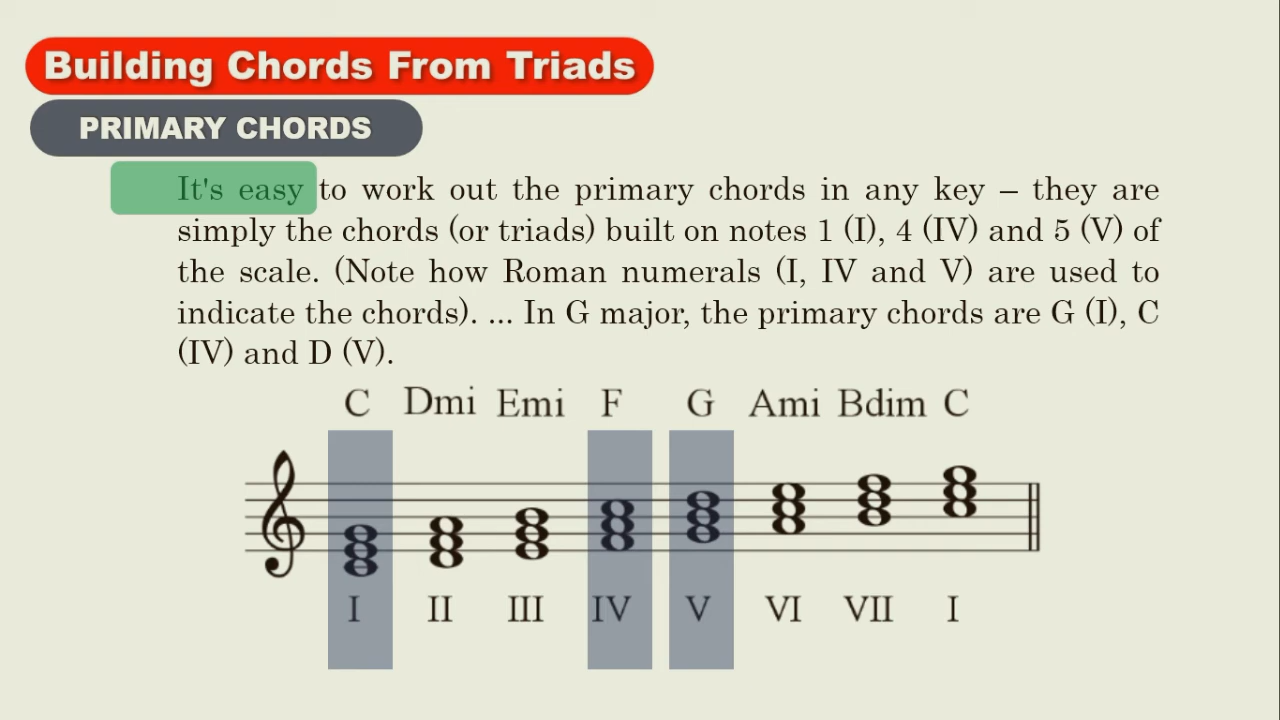 Building Chords From Triads
PRIMARY CHORDS
It's easy to work out the primary chords in any key – they are
simply the chords (or triads) built on notes 1 (I), 4 (IV) and 5 (V) of
the scale. (Note how Roman numerals (I, IV and V) are used to
indicate the chords). ... In G major, the primary chords are G (I), C
(IV) and D (V).
C Dmi Emi F G Ami Bdim C
I II III IV V VI VII I